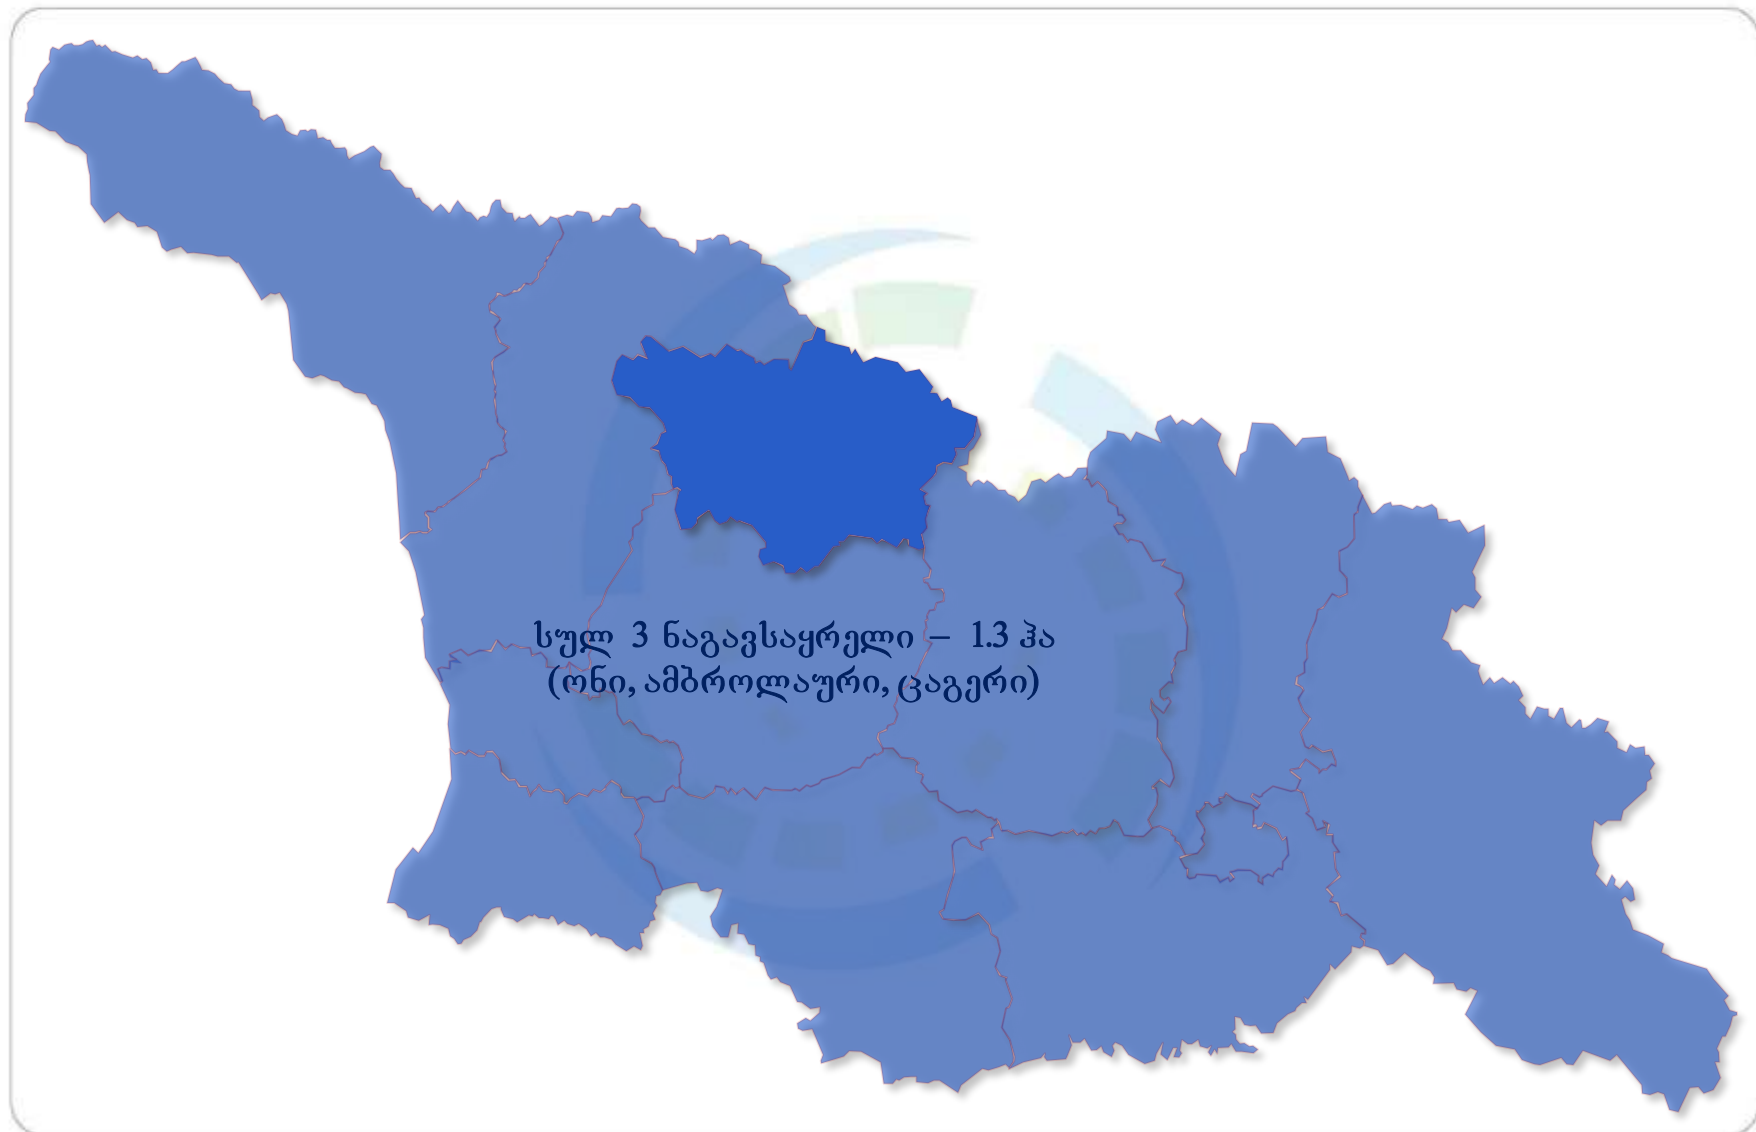 სულ 3 ნაგავსაყრელი – 1.3 ჰა
(ონი, ამბროლაური, ცაგერი)